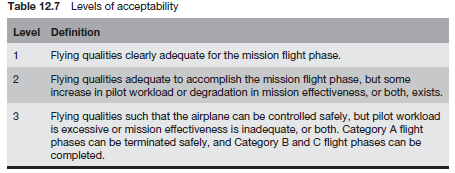 Table 12.7 Levels of acceptability
Level Definition
1 Flying qualities clearly adequate for the mission flight phase.
2 Flying qualities adequate to accomplish the mission flight phase, but some
increase in pilot workload or degradation in mission effectiveness, or both, exists.
3 Flying qualities such that the airplane can be controlled safely, but pilot workload
is excessive or mission effectiveness is inadequate, or both. Category A flight
phases can be terminated safely, and Category B and C flight phases can be
completed.